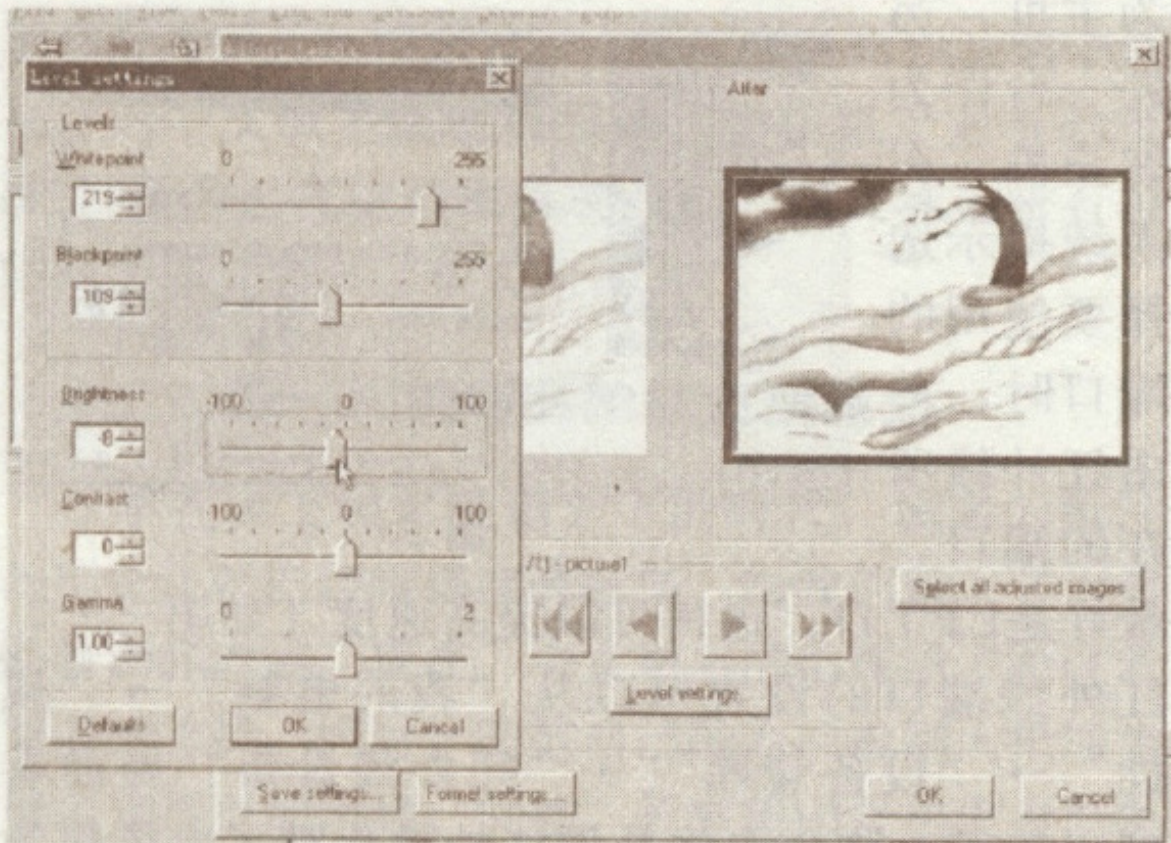 Level settings
After
Levels
Whitepoint 0 255
219
Blackpoint 0 255
109
Brightness -100 0 100
-8
Contrast -100 0 100
0
- picture1
Select all adjusted images
Gamma 0 2
1.00
Level settings
Defaults OK Cancel
Save settings... Format settings... OK Cancel